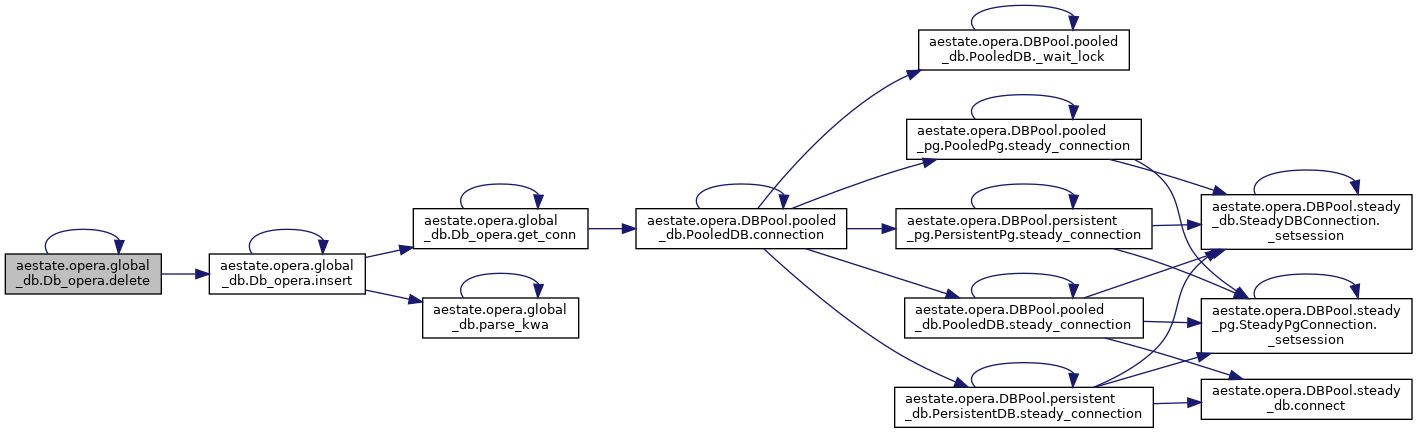 aestate.opera.global
_db.Db_opera.delete
aestate.opera.global
_db.Db_opera.insert
aestate.opera.global
_db.Db_opera.get_conn
aestate.opera.global
_db.parse_kwa
aestate.opera.DBPool.pooled
_db.PooledDB.connection
aestate.opera.DBPool.pooled
_db.PooledDB._wait_lock
aestate.opera.DBPool.pooled
_pg.PooledPg.steady_connection
aestate.opera.DBPool.persistent
_pg.PersistentPg.steady_connection
aestate.opera.DBPool.pooled
_db.PooledDB.steady_connection
aestate.opera.DBPool.persistent
_db.PersistentDB.steady_connection
aestate.opera.DBPool.steady
_db.SteadyDBConnection.
_setsession
aestate.opera.DBPool.steady
_pg.SteadyPgConnection.
_setsession
aestate.opera.DBPool.steady
_db.connect